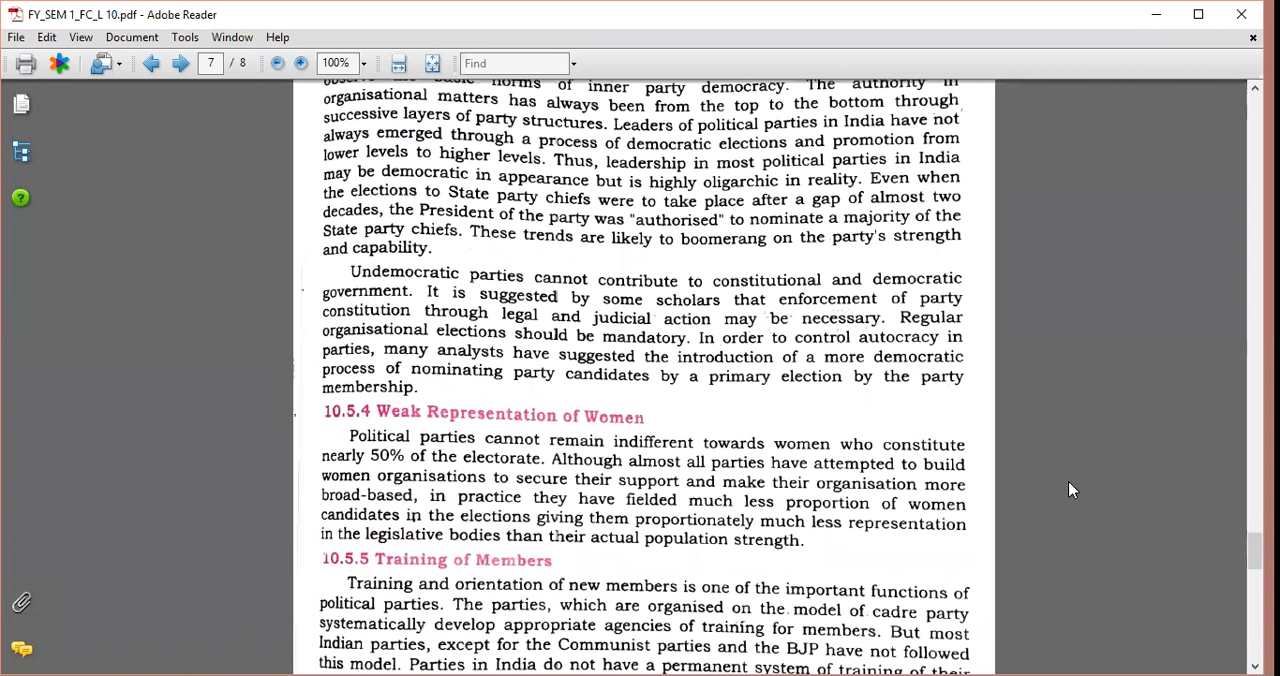 FY_SEM 1_FC_L 10.pdf - Adobe Reader
File Edit View Document Tools Window Help
7 / 8 100% Find
observe the basic norms of inner party democracy. The authority in
organisational matters has always been from the top to the bottom through
successive layers of party structures. Leaders of political parties in India have not
always emerged through a process of democratic elections and promotion from
lower levels to higher levels. Thus, leadership in most political parties in India
may be democratic in appearance but is highly oligarchic in reality. Even when
the elections to State party chiefs were to take place after a gap of almost two
decades, the President of the party was "authorised" to nominate a majority of the
State party chiefs. These trends are likely to boomerang on the party's strength
and capability.
Undemocratic parties cannot contribute to constitutional and democratic
government. It is suggested by some scholars that enforcement of party
constitution through legal and judicial action may be necessary. Regular
organisational elections should be mandatory. In order to control autocracy in
parties, many analysts have suggested the introduction of a more democratic
process of nominating party candidates by a primary election by the party
membership.
10.5.4 Weak Representation of Women
Political parties cannot remain indifferent towards women who constitute
nearly 50% of the electorate. Although almost all parties have attempted to build
women organisations to secure their support and make their organisation more
broad-based, in practice they have fielded much less proportion of women
candidates in the elections giving them proportionately much less representation
in the legislative bodies than their actual population strength.
10.5.5 Training of Members
Training and orientation of new members is one of the important functions of
political parties. The parties, which are organised on the model of cadre party
systematically develop appropriate agencies of training for members. But most
Indian parties, except for the Communist parties and the BJP have not followed
this model. Parties in India do not have a permanent system of training of their